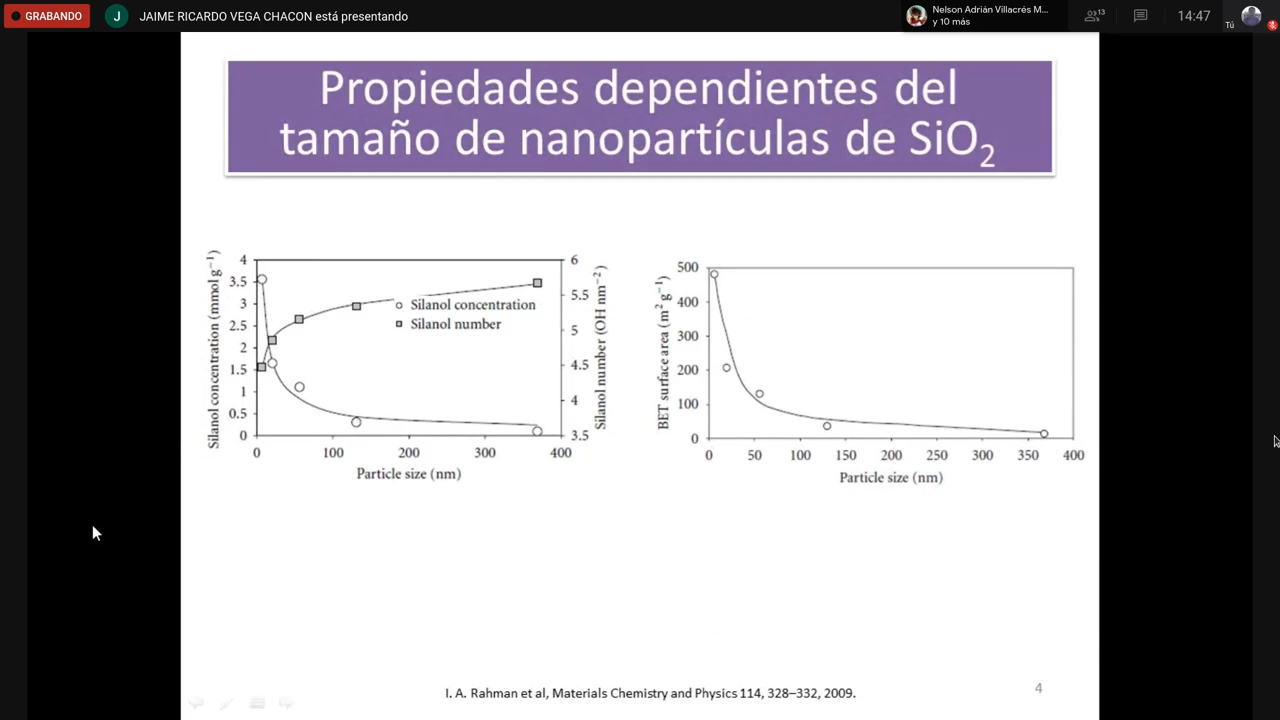 GRABANDO
J
JAIME RICARDO VEGA CHACON está presentando
Nelson Adrián Villacrés M...
y 10 más
13
14:47
Tú
Propiedades dependientes del
tamaño de nanopartículas de SiO₂
Silanol concentration (mmol g⁻¹)
4
3.5
3
2.5
2
1.5
1
0.5
0
0 100 200 300 400
Particle size (nm)
Silanol concentration
Silanol number
6
5.5
5
4.5
4
3.5
Silanol number (OH nm⁻²)
BET surface area (m² g⁻¹)
500
400
300
200
100
0
0 50 100 150 200 250 300 350 400
Particle size (nm)
I. A. Rahman et al, Materials Chemistry and Physics 114, 328–332, 2009.
4